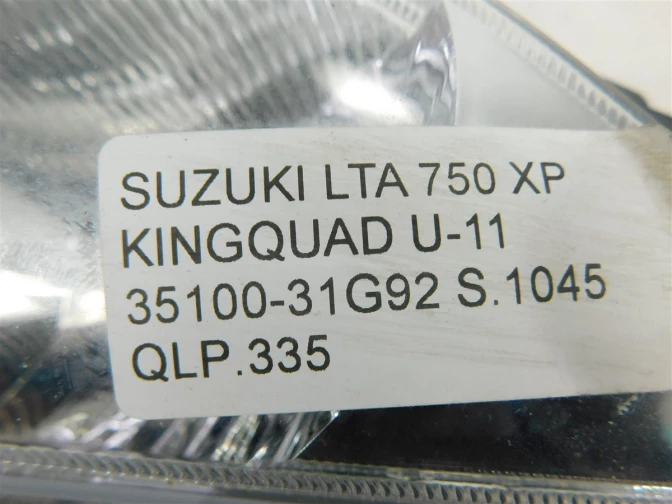 SUZUKI LTA 750 XP
KINGQUAD U-11
35100-31G92 S.1045
QLP.335